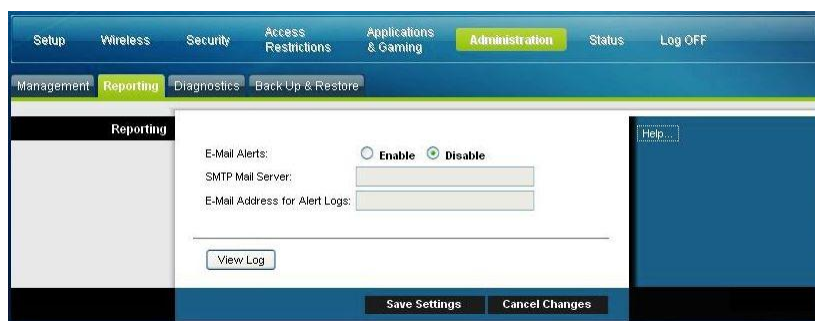 Setup Wireless Security Access Restrictions Applications & Gaming Administration Status Log OFF
Management Reporting Diagnostics Back Up & Restore
Reporting
Help...
E-Mail Alerts: Enable Disable
SMTP Mail Server:
E-Mail Address for Alert Logs:
View Log
Save Settings Cancel Changes